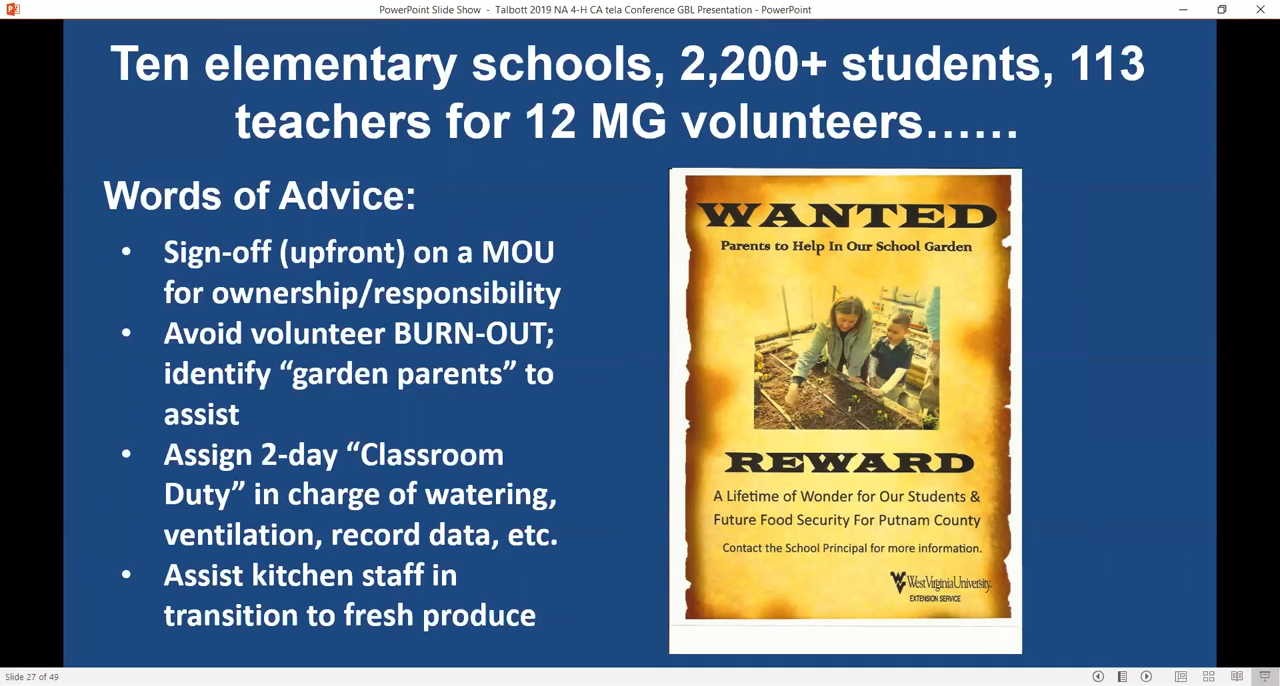 PowerPoint Slide Show - Talbott 2019 NA 4-H CA tela Conference GBL Presentation - PowerPoint
Ten elementary schools, 2,200+ students, 113
teachers for 12 MG volunteers......
Words of Advice:
• Sign-off (upfront) on a MOU
for ownership/responsibility
• Avoid volunteer BURN-OUT;
identify “garden parents” to
assist
• Assign 2-day “Classroom
Duty” in charge of watering,
ventilation, record data, etc.
• Assist kitchen staff in
transition to fresh produce
WANTED
Parents to Help In Our School Garden
REWARD
A Lifetime of Wonder for Our Students &
Future Food Security For Putnam County
Contact the School Principal for more information.
WestVirginiaUniversity.
EXTENSION SERVICE
Slide 27 of 49